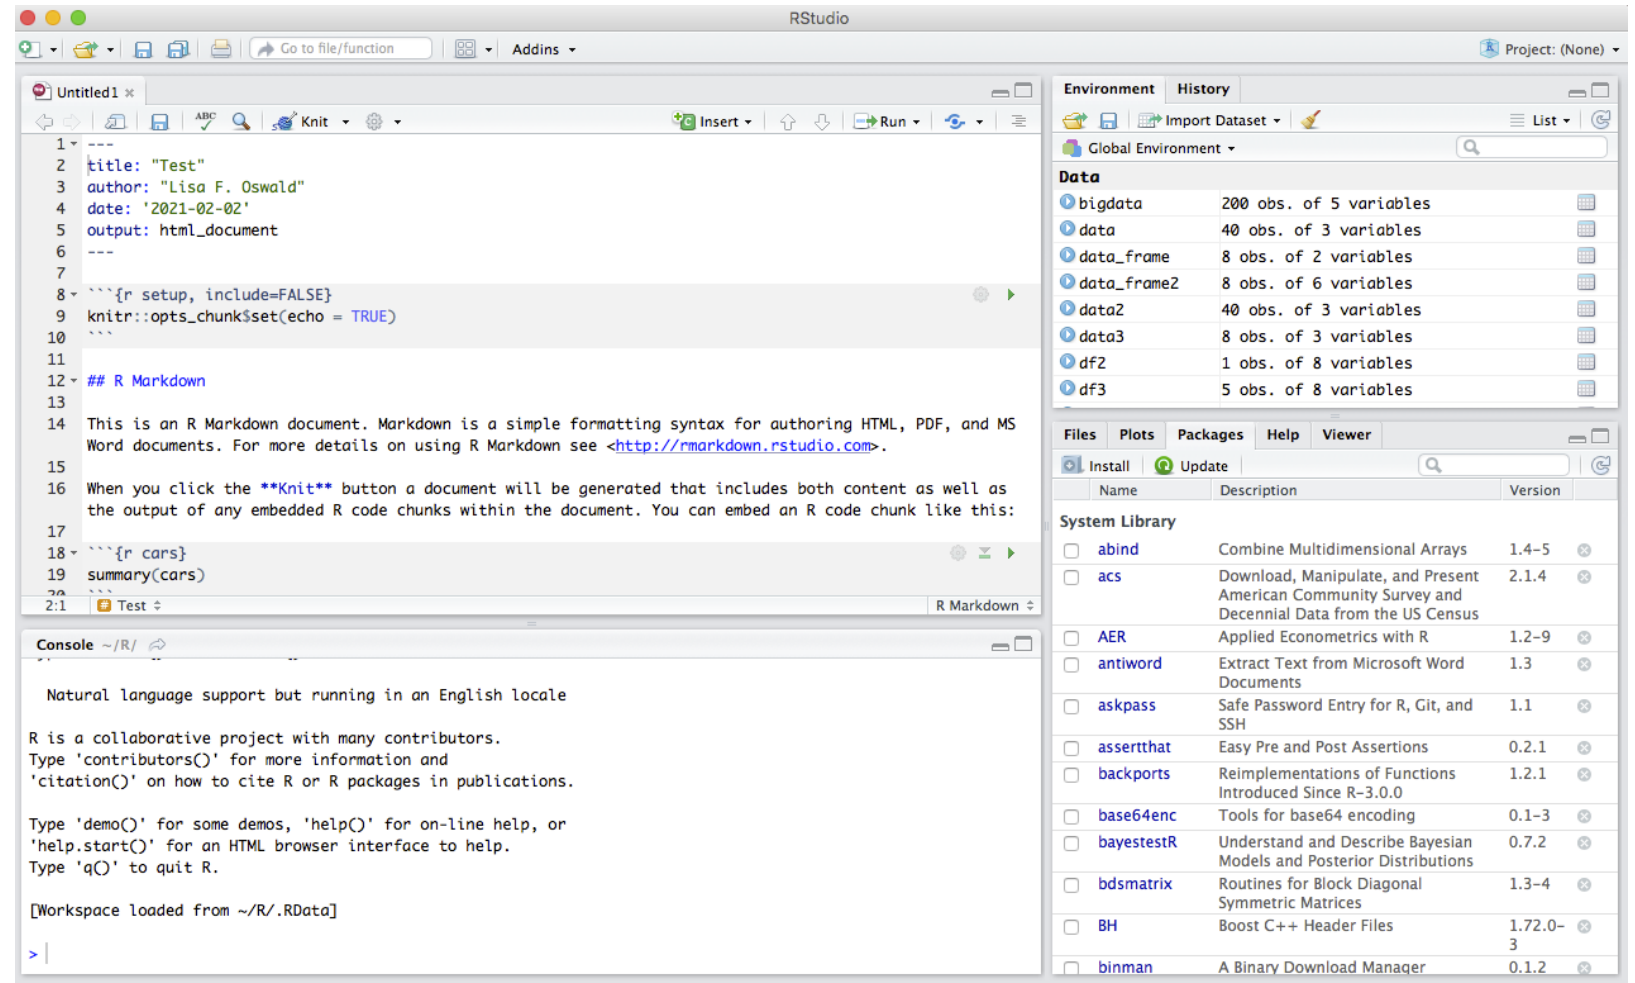 RStudio
Go to file/function
Addins
Project: (None)
Untitled1
ABC
Knit
Insert
Run
1 ---
2 title: "Test"
3 author: "Lisa F. Oswald"
4 date: '2021-02-02'
5 output: html_document
6 ---
7
8 ```{r setup, include=FALSE}
9 knitr::opts_chunk$set(echo = TRUE)
10 ```
11
12 ## R Markdown
13
14 This is an R Markdown document. Markdown is a simple formatting syntax for authoring HTML, PDF, and MS
Word documents. For more details on using R Markdown see <http://rmarkdown.rstudio.com>.
15
16 When you click the **Knit** button a document will be generated that includes both content as well as
the output of any embedded R code chunks within the document. You can embed an R code chunk like this:
17
18 ```{r cars}
19 summary(cars)
20 ```
2:1 # Test R Markdown
Console ~/R/
Natural language support but running in an English locale
R is a collaborative project with many contributors.
Type 'contributors()' for more information and
'citation()' on how to cite R or R packages in publications.
Type 'demo()' for some demos, 'help()' for on-line help, or
'help.start()' for an HTML browser interface to help.
Type 'q()' to quit R.
[Workspace loaded from ~/R/.RData]
>
Environment History
Import Dataset List
Global Environment
Data
bigdata 200 obs. of 5 variables
data 40 obs. of 3 variables
data_frame 8 obs. of 2 variables
data_frame2 8 obs. of 6 variables
data2 40 obs. of 3 variables
data3 8 obs. of 3 variables
df2 1 obs. of 8 variables
df3 5 obs. of 8 variables
Files Plots Packages Help Viewer
Install Update
Name Description Version
System Library
abind Combine Multidimensional Arrays 1.4-5
acs Download, Manipulate, and Present 2.1.4
American Community Survey and
Decennial Data from the US Census
AER Applied Econometrics with R 1.2-9
antiword Extract Text from Microsoft Word 1.3
Documents
askpass Safe Password Entry for R, Git, and 1.1
SSH
assertthat Easy Pre and Post Assertions 0.2.1
backports Reimplementations of Functions 1.2.1
Introduced Since R-3.0.0
base64enc Tools for base64 encoding 0.1-3
bayestestR Understand and Describe Bayesian 0.7.2
Models and Posterior Distributions
bdsmatrix Routines for Block Diagonal 1.3-4
Symmetric Matrices
BH Boost C++ Header Files 1.72.0-
3
binman A Binary Download Manager 0.1.2